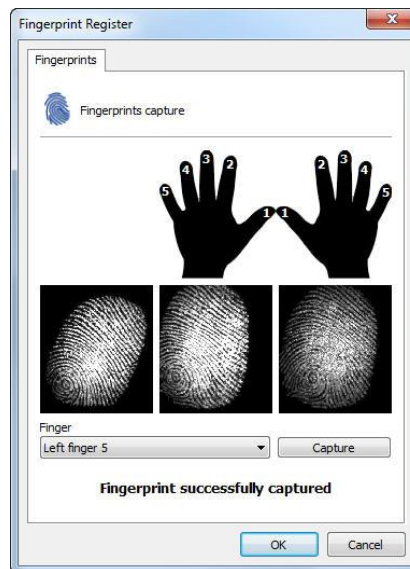 Fingerprint Register
Fingerprints
Fingerprints capture
3 3
4 2 2 4
5 5
1 1
Finger
Left finger 5
Capture
Fingerprint successfully captured
OK Cancel